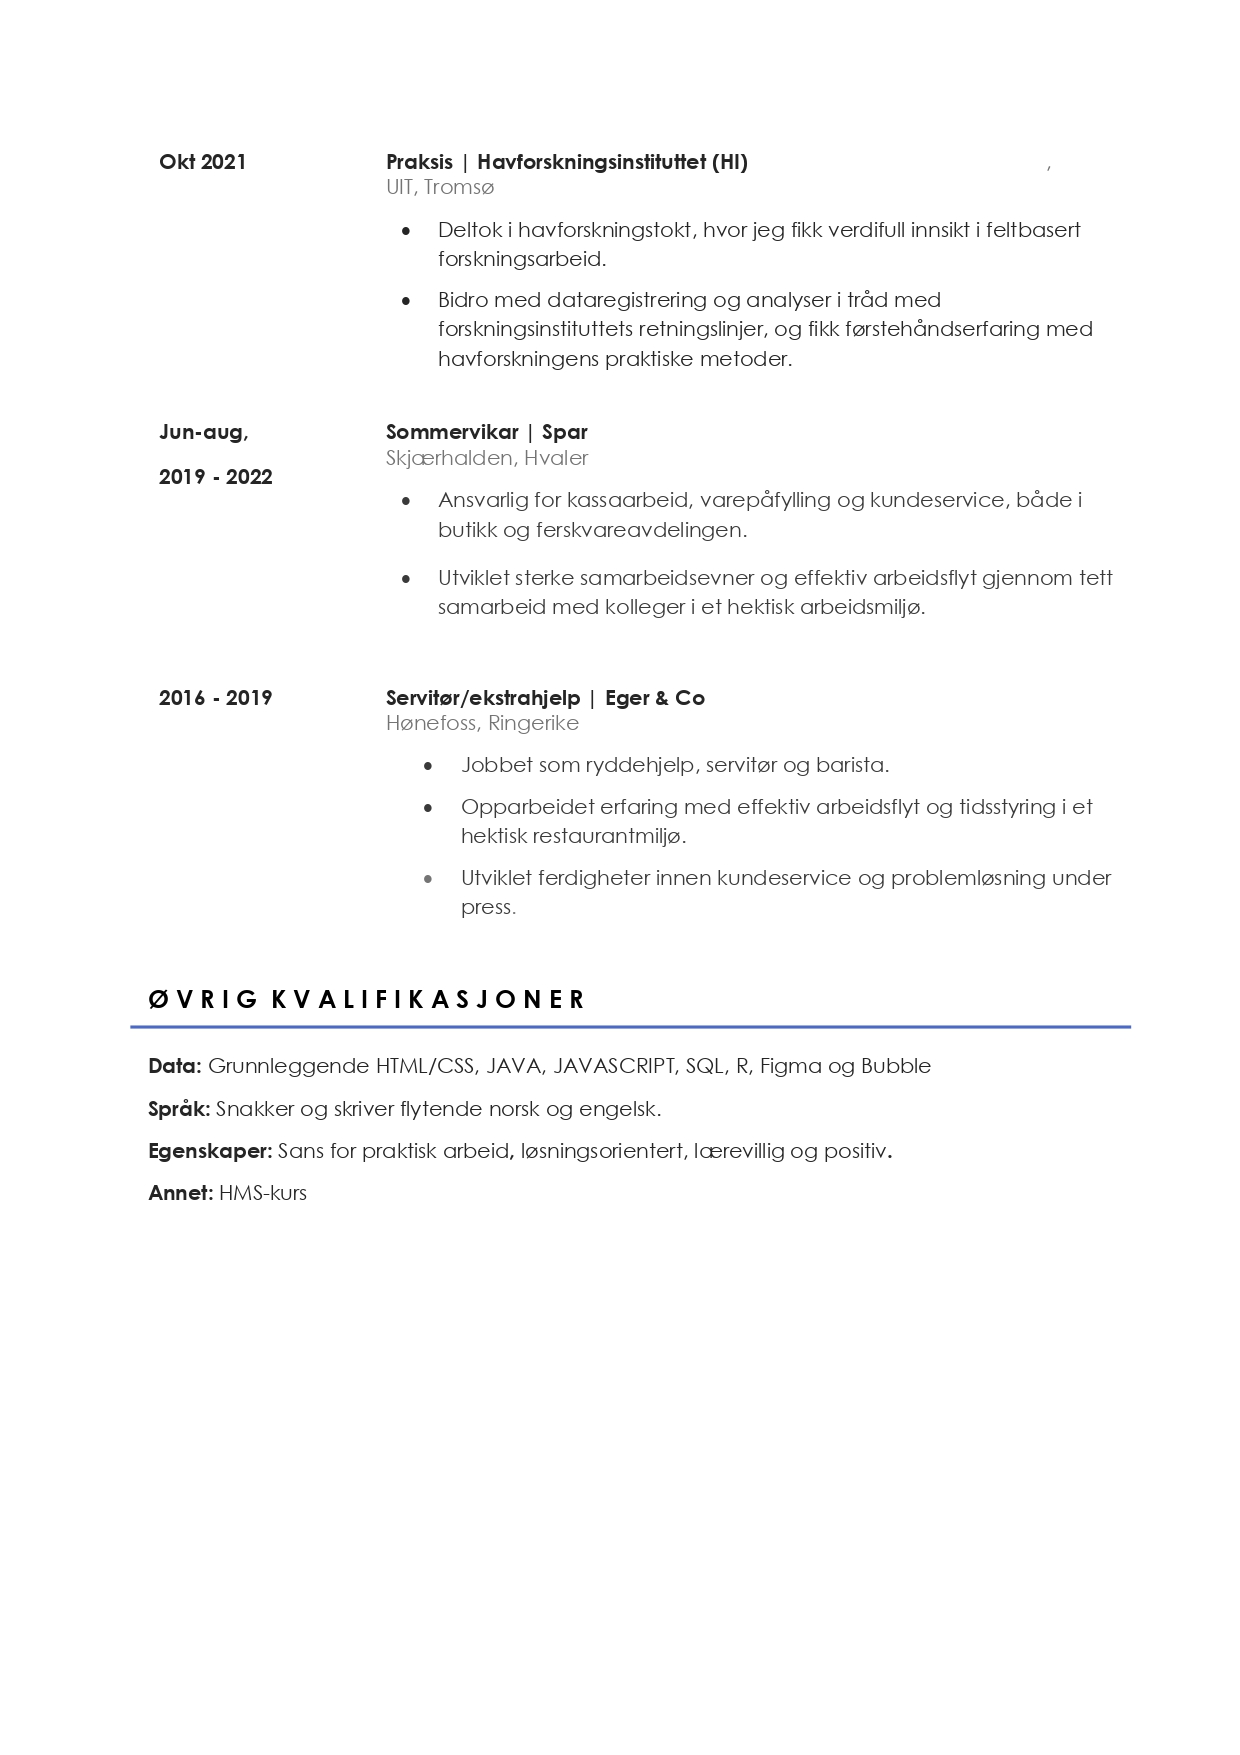 Okt 2021
Praksis | Havforskningsinstituttet (HI) ,
UIT, Tromsø
• Deltok i havforskningstokt, hvor jeg fikk verdifull innsikt i feltbasert
forskningsarbeid.
• Bidro med dataregistrering og analyser i tråd med
forskningsinstituttets retningslinjer, og fikk førstehåndserfaring med
havforskningens praktiske metoder.
Jun-aug,
2019 - 2022
Sommervikar | Spar
Skjærhalden, Hvaler
• Ansvarlig for kassaarbeid, varepåfylling og kundeservice, både i
butikk og ferskvareavdelingen.
• Utviklet sterke samarbeidsevner og effektiv arbeidsflyt gjennom tett
samarbeid med kolleger i et hektisk arbeidsmiljø.
2016 - 2019
Servitør/ekstrahjelp | Eger & Co
Hønefoss, Ringerike
• Jobbet som ryddehjelp, servitør og barista.
• Opparbeidet erfaring med effektiv arbeidsflyt og tidsstyring i et
hektisk restaurantmiljø.
• Utviklet ferdigheter innen kundeservice og problemløsning under
press.
ØVRIG KVALIFIKASJONER
Data: Grunnleggende HTML/CSS, JAVA, JAVASCRIPT, SQL, R, Figma og Bubble
Språk: Snakker og skriver flytende norsk og engelsk.
Egenskaper: Sans for praktisk arbeid, løsningsorientert, lærevillig og positiv.
Annet: HMS-kurs